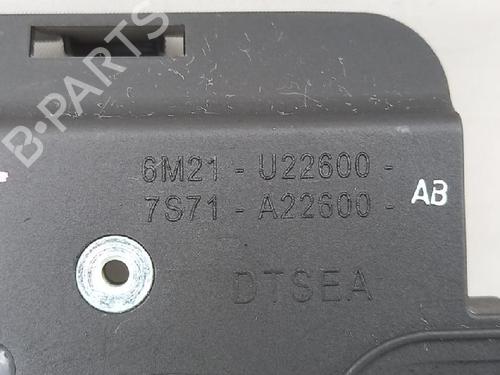 B-PARTS
6M21 - U22600 -
7S71 - A22600 - AB
DTSEA